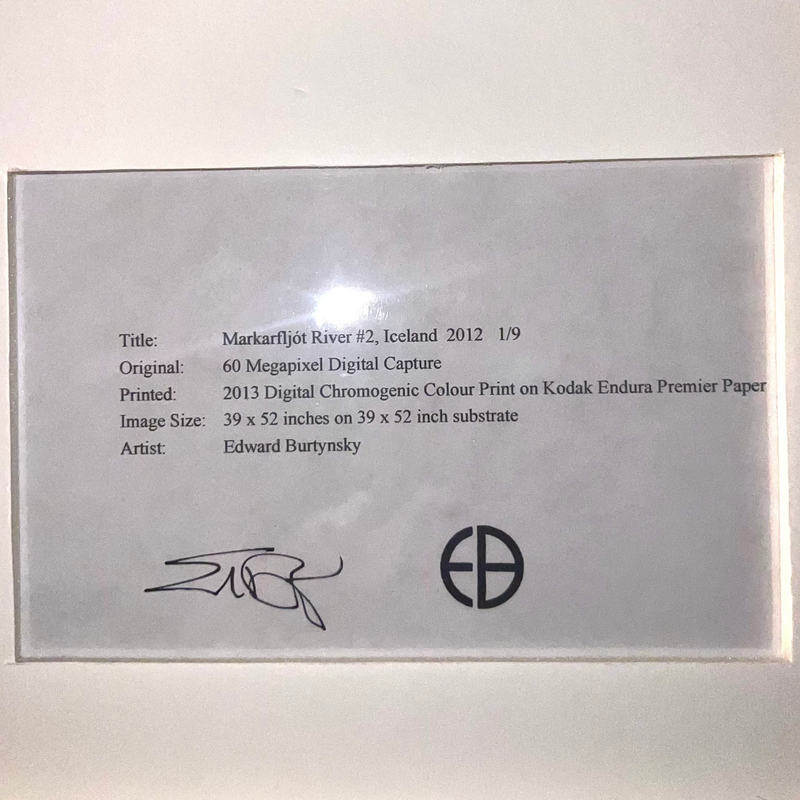 Title: Markarfljót River #2, Iceland 2012 1/9
Original: 60 Megapixel Digital Capture
Printed: 2013 Digital Chromogenic Colour Print on Kodak Endura Premier Paper
Image Size: 39 x 52 inches on 39 x 52 inch substrate
Artist: Edward Burtynsky
EB